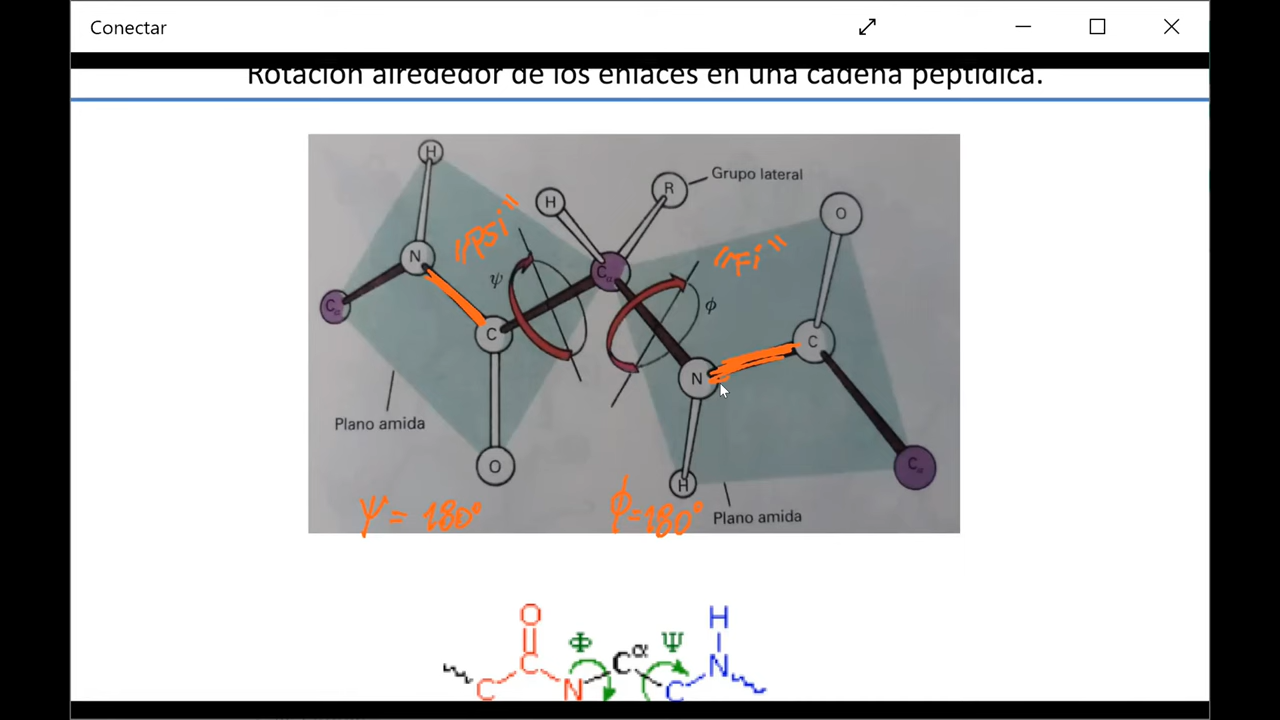 Conectar
Rotación alrededor de los enlaces en una cadena peptídica.
H
H
R
Grupo lateral
O
"Psi"
"Fi"
N
Cα
ψ
ϕ
Cα
C
C
N
Plano amida
O
Cα
H
Plano amida
Ψ = 180°
ϕ = 180°
O
H
Φ
Cα
Ψ
C
N
C
N
C